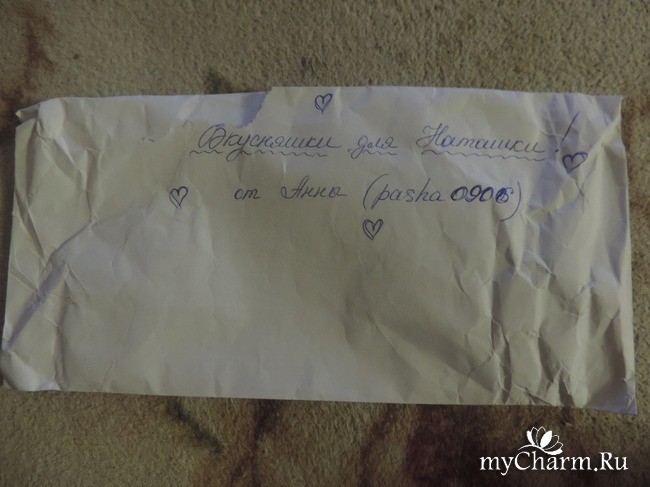 Вкусняшки для Наташки!
от Анны (pasha0906)
myCharm.Ru